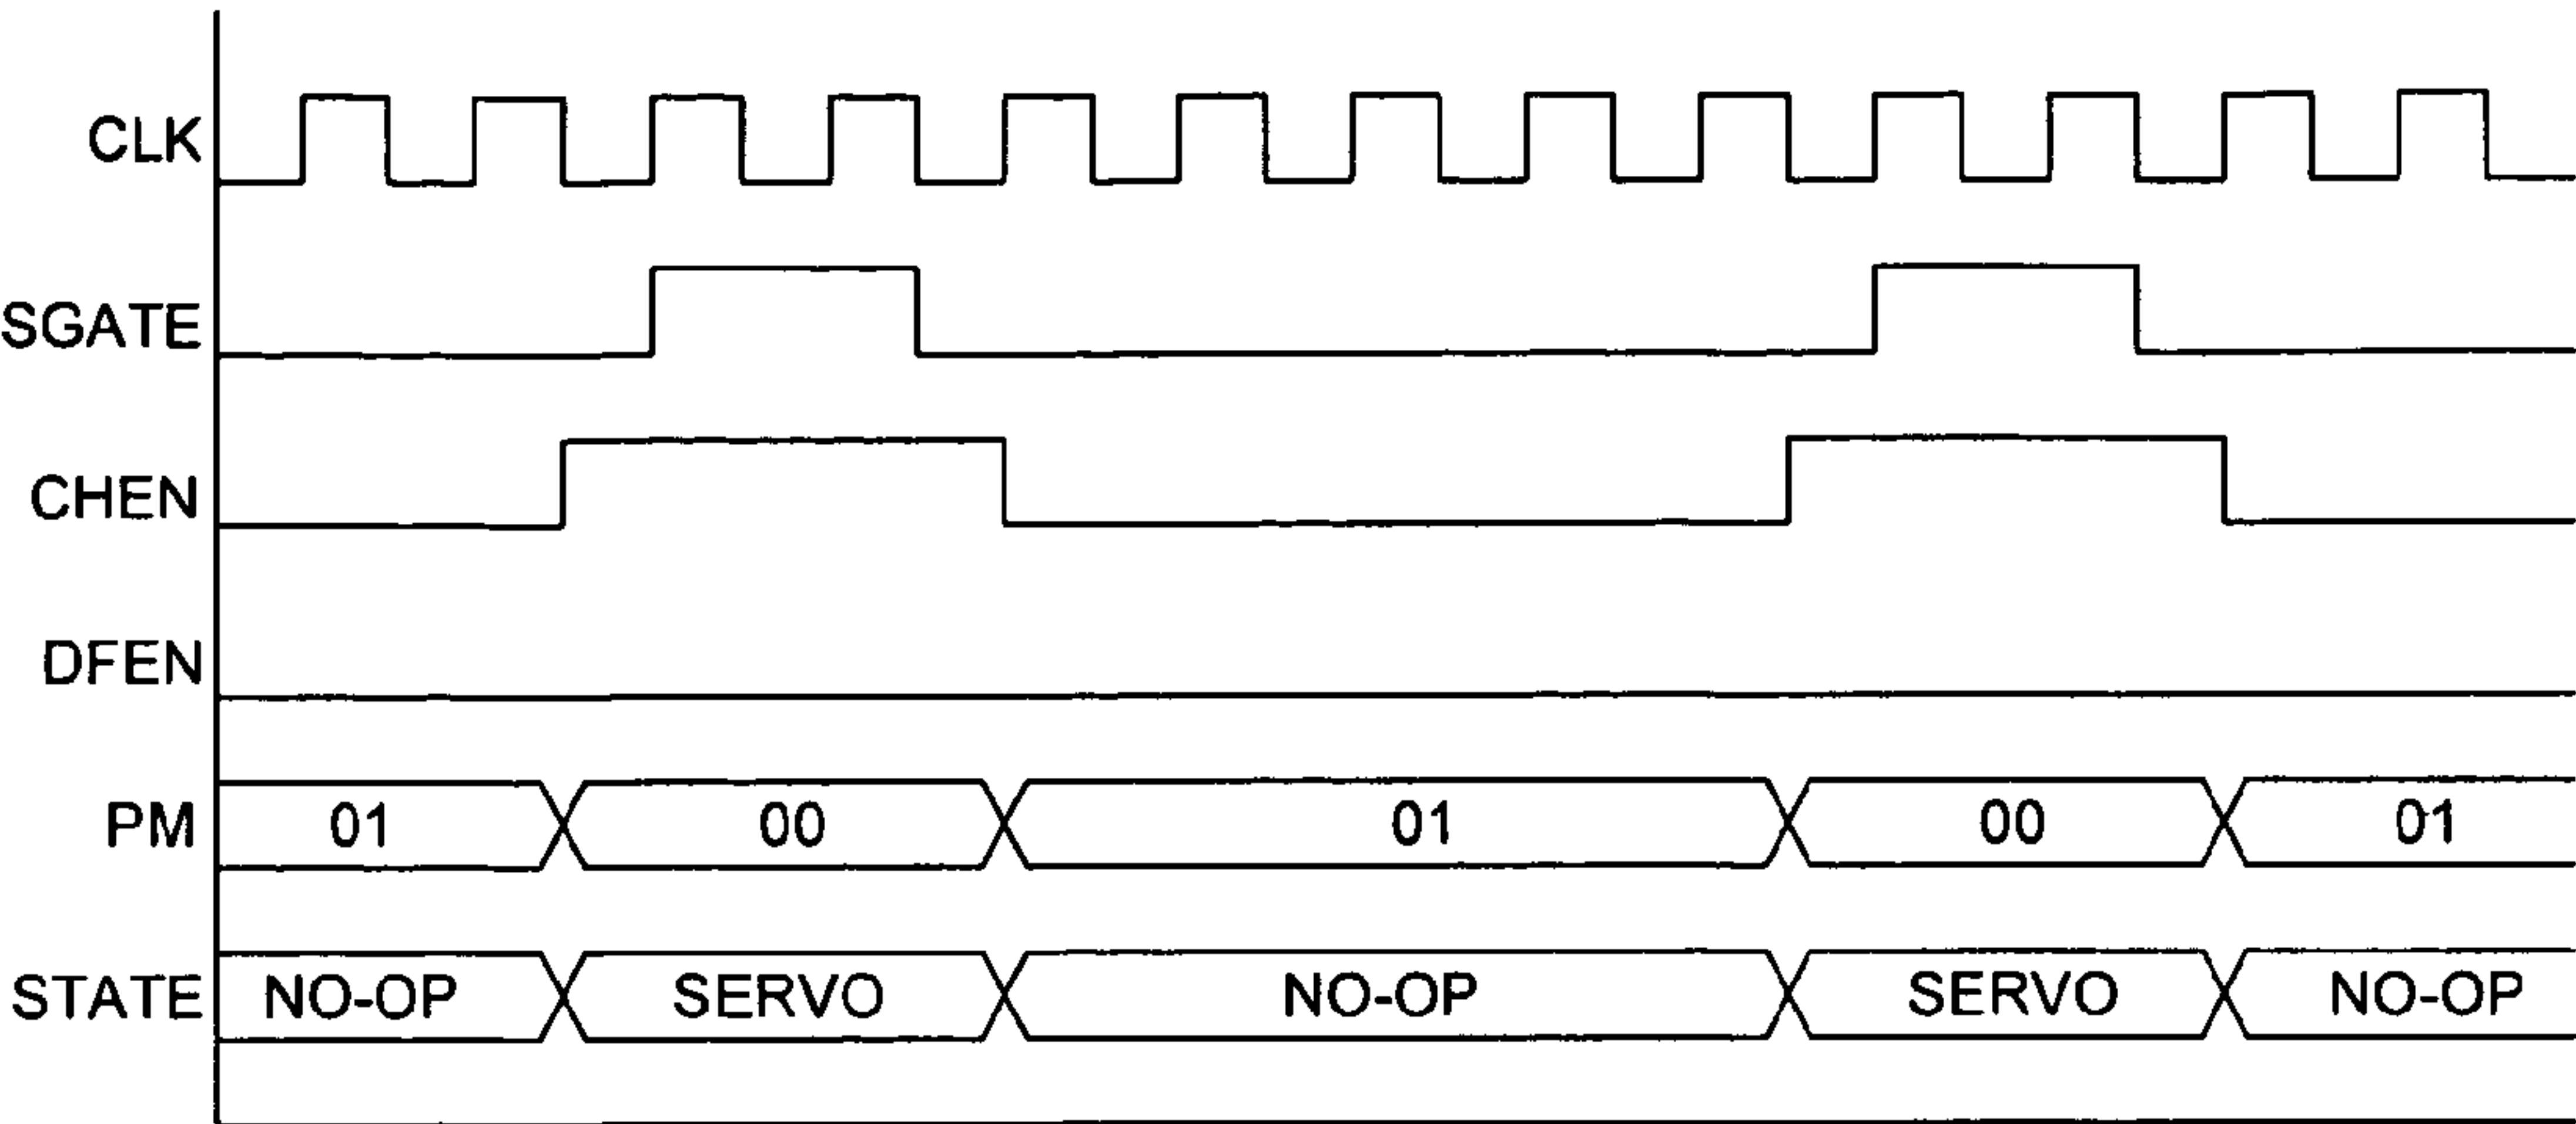 CLK
SGATE
CHEN
DFEN
PM 01 00 01 00 01
STATE NO-OP SERVO NO-OP SERVO NO-OP